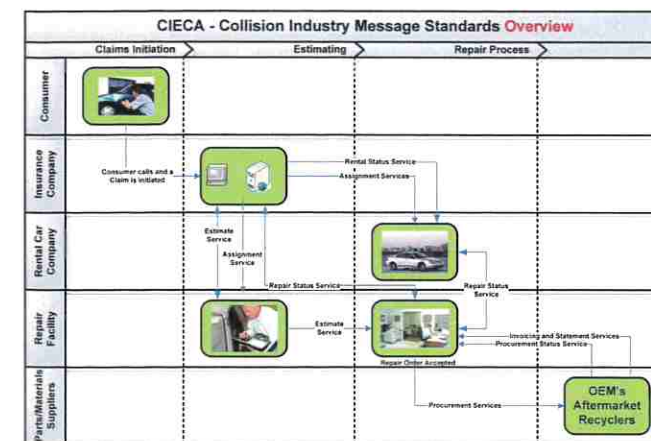 CIECA - Collision Industry Message Standards Overview
Claims Initiation
Estimating
Repair Process
Consumer
Insurance
Company
Consumer calls and a
Claim is initiated
Rental Status Service
Assignment Services
Rental Car
Company
Estimate
Service
Assignment
Service
Repair Status Service
Repair Status
Service
Repair
Facility
Estimate
Service
Invoicing and Statement Services
Procurement Status Service
Repair Order Accepted
Parts/Materials
Suppliers
Procurement Services
OEM's
Aftermarket
Recyclers